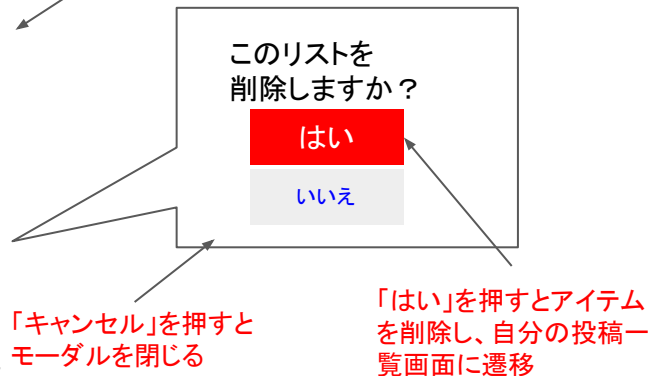 このリストを
削除しますか？
はい
いいえ
「キャンセル」を押すと
モーダルを閉じる
「はい」を押すとアイテム
を削除し、自分の投稿一
覧画面に遷移